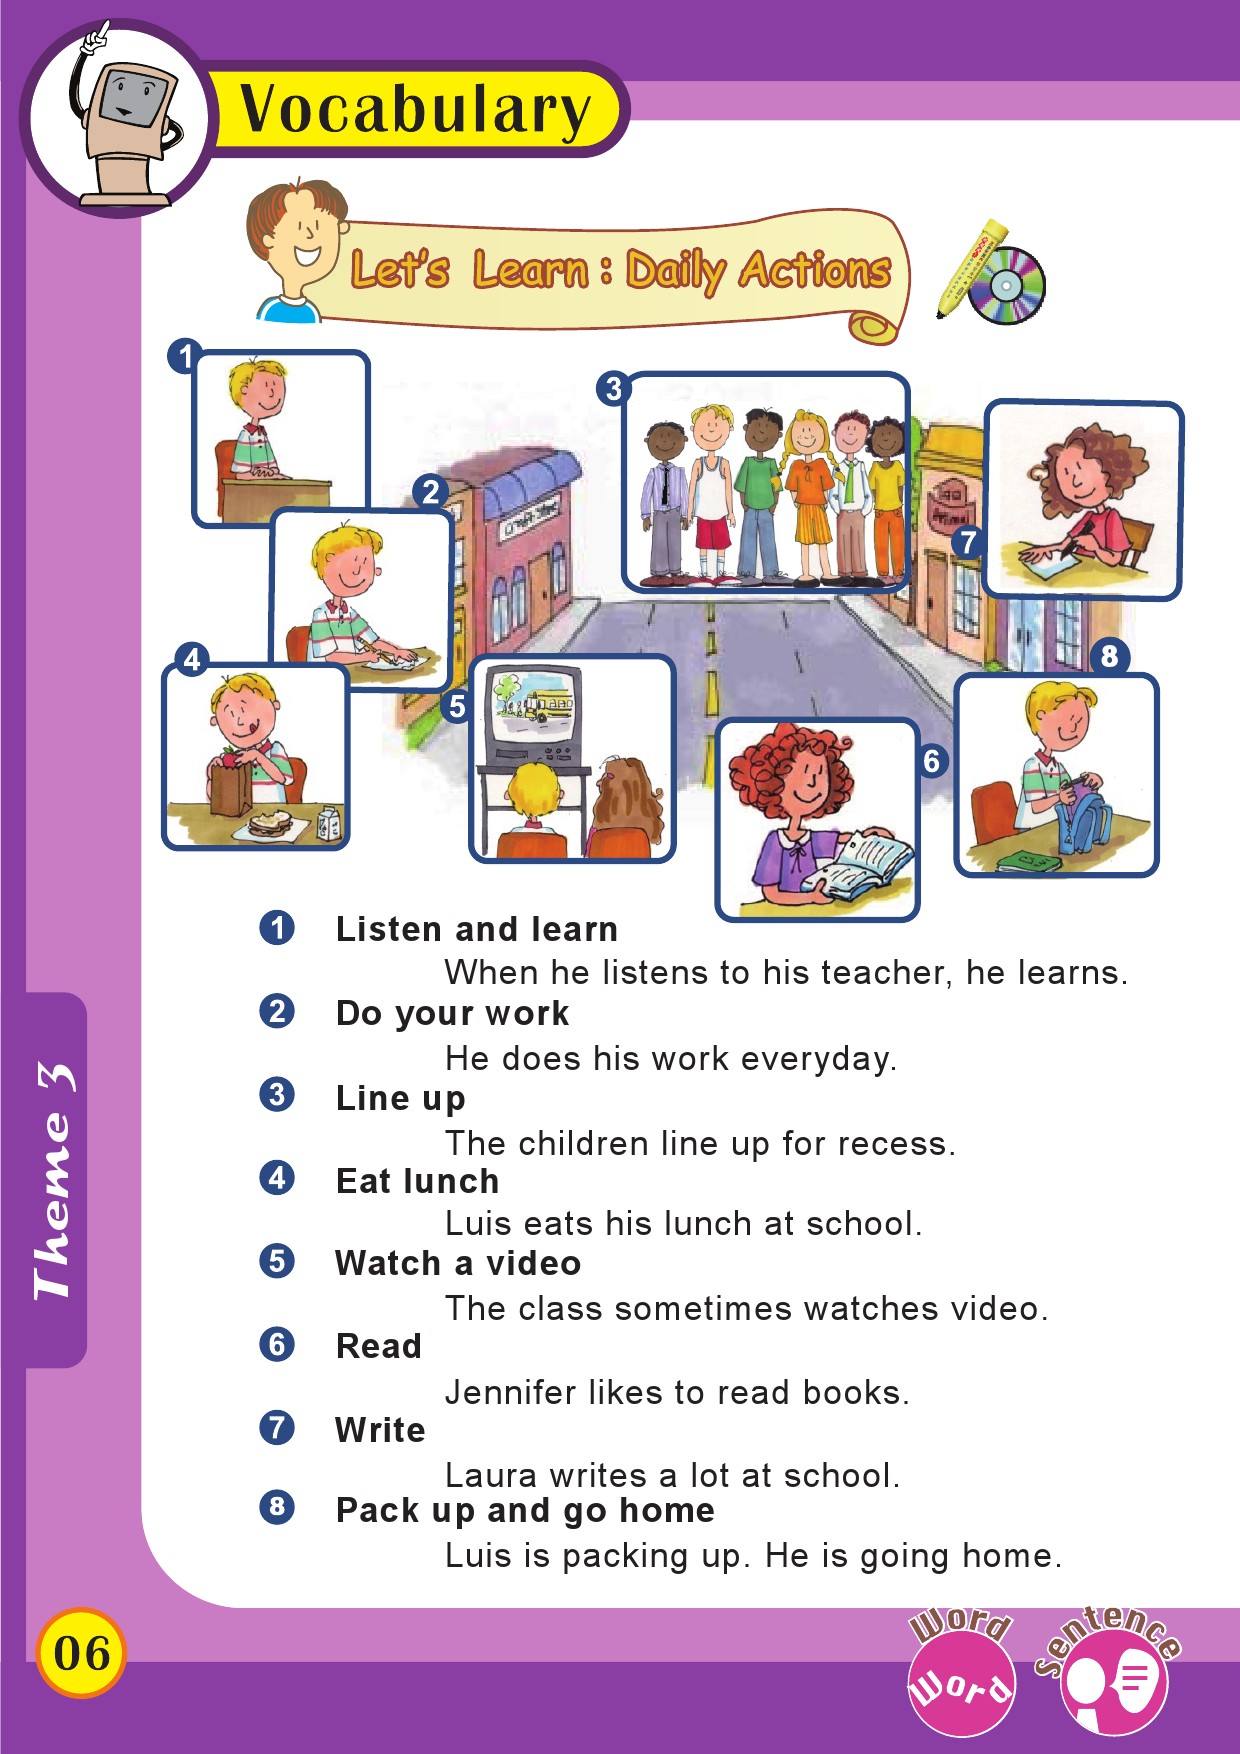 Vocabulary
Let's Learn : Daily Actions
1
2
3
4
5
6
7
8
1 Listen and learn
When he listens to his teacher, he learns.
2 Do your work
He does his work everyday.
3 Line up
The children line up for recess.
4 Eat lunch
Luis eats his lunch at school.
5 Watch a video
The class sometimes watches video.
6 Read
Jennifer likes to read books.
7 Write
Laura writes a lot at school.
8 Pack up and go home
Luis is packing up. He is going home.
Theme 3
06
Word
Word
Sentence